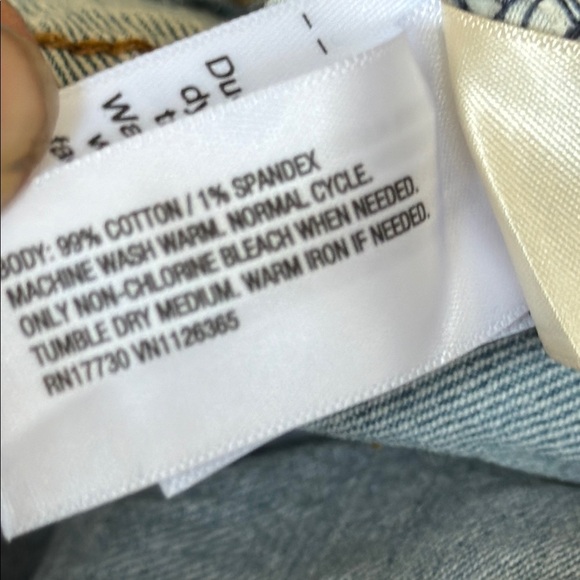 BODY: 99% COTTON / 1% SPANDEX
MACHINE WASH WARM. NORMAL CYCLE.
ONLY NON-CHLORINE BLEACH WHEN NEEDED.
TUMBLE DRY MEDIUM. WARM IRON IF NEEDED.
RN17730 VN1126365